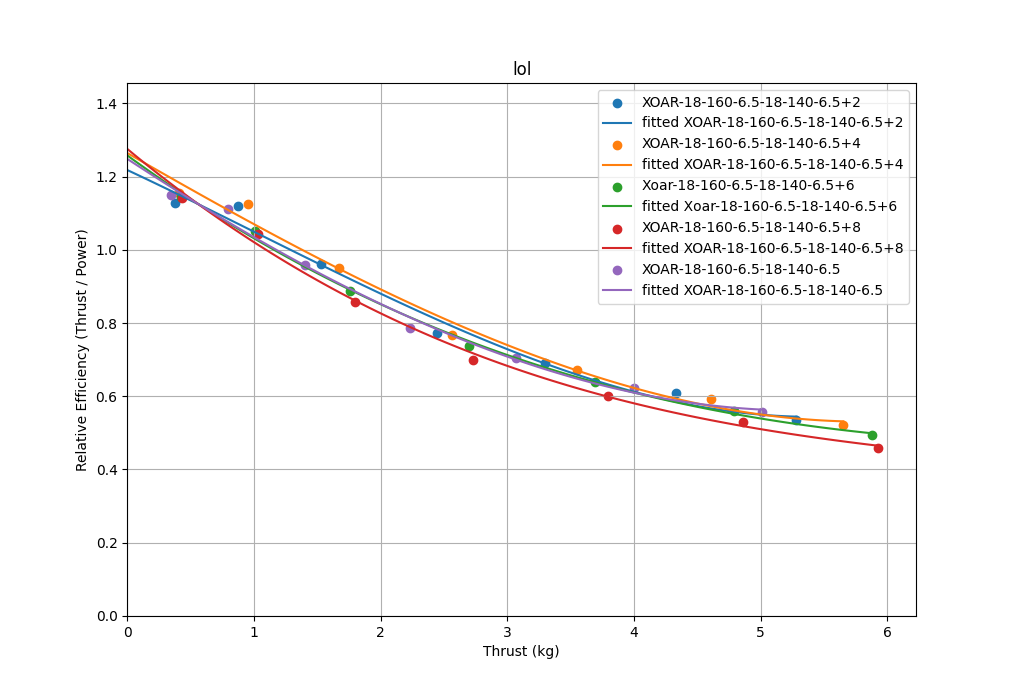 lol
1.4
1.2
1.0
0.8
0.6
0.4
0.2
0.0
Relative Efficiency (Thrust / Power)
XOAR-18-160-6.5-18-140-6.5+2
fitted XOAR-18-160-6.5-18-140-6.5+2
XOAR-18-160-6.5-18-140-6.5+4
fitted XOAR-18-160-6.5-18-140-6.5+4
Xoar-18-160-6.5-18-140-6.5+6
fitted Xoar-18-160-6.5-18-140-6.5+6
XOAR-18-160-6.5-18-140-6.5+8
fitted XOAR-18-160-6.5-18-140-6.5+8
XOAR-18-160-6.5-18-140-6.5
fitted XOAR-18-160-6.5-18-140-6.5
0 1 2 3 4 5 6
Thrust (kg)